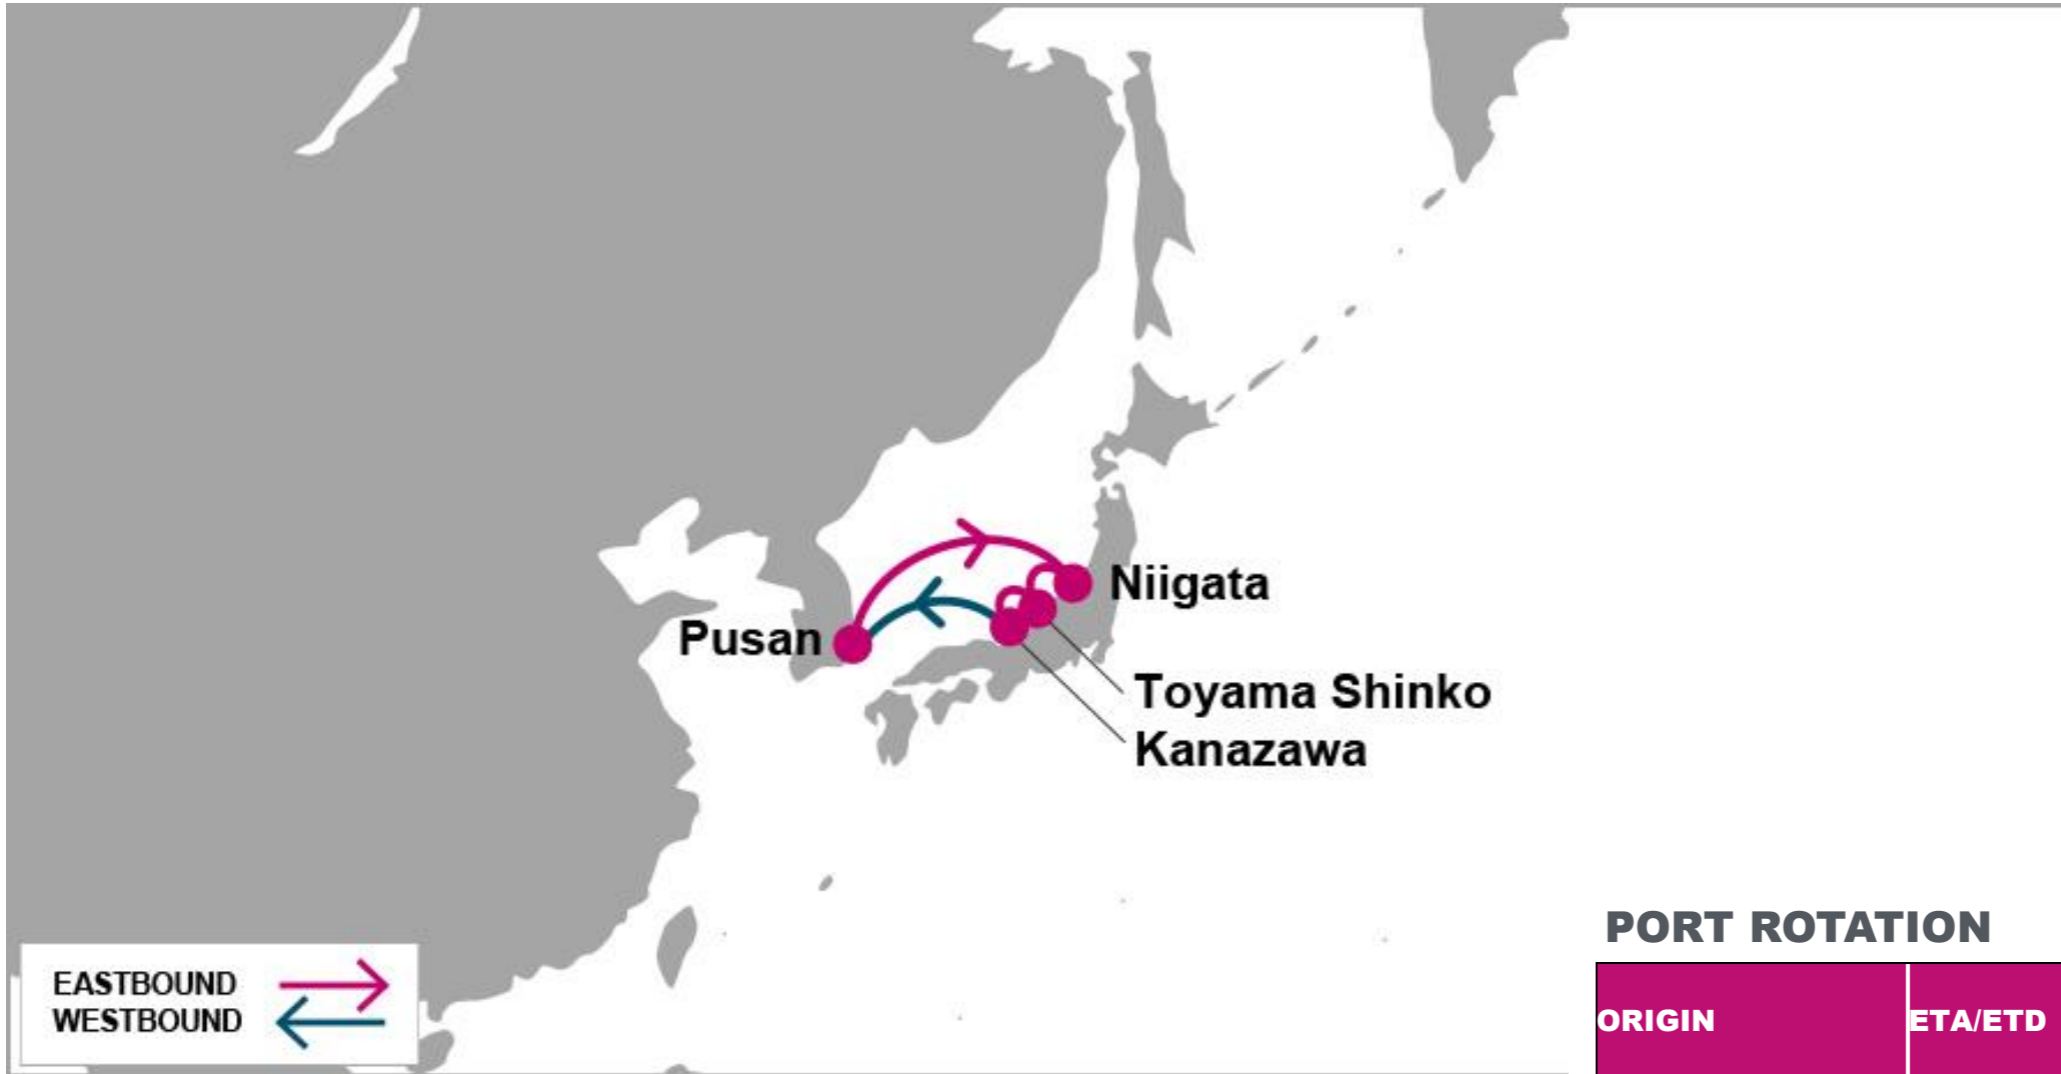 Niigata
Pusan
Toyama Shinko
Kanazawa
PORT ROTATION
EASTBOUND
WESTBOUND
ORIGIN
ETA/ETD